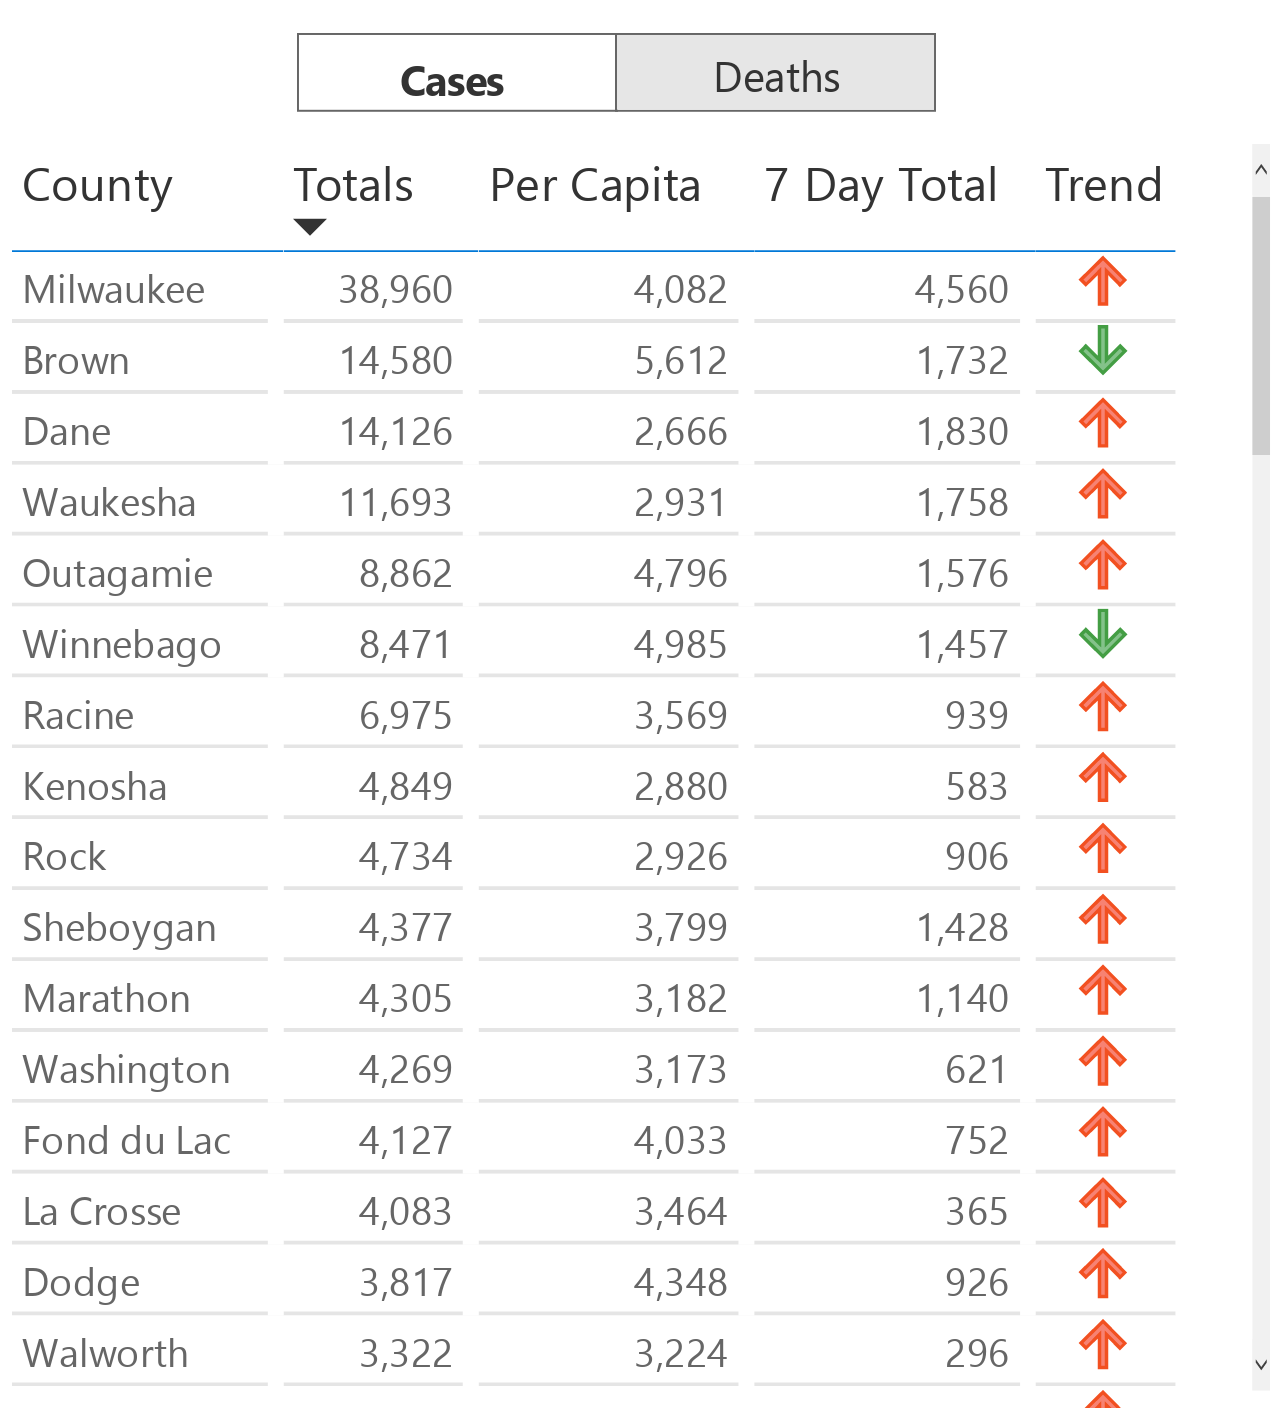 Cases Deaths
County Totals Per Capita 7 Day Total Trend
Milwaukee 38,960 4,082 4,560
Brown 14,580 5,612 1,732
Dane 14,126 2,666 1,830
Waukesha 11,693 2,931 1,758
Outagamie 8,862 4,796 1,576
Winnebago 8,471 4,985 1,457
Racine 6,975 3,569 939
Kenosha 4,849 2,880 583
Rock 4,734 2,926 906
Sheboygan 4,377 3,799 1,428
Marathon 4,305 3,182 1,140
Washington 4,269 3,173 621
Fond du Lac 4,127 4,033 752
La Crosse 4,083 3,464 365
Dodge 3,817 4,348 926
Walworth 3,322 3,224 296